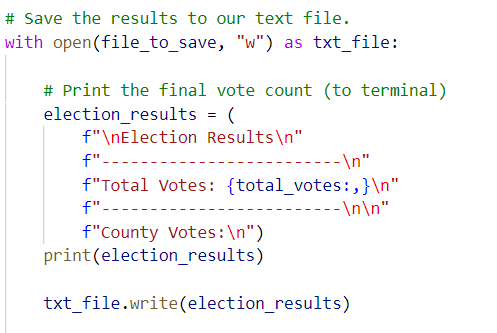 # Save the results to our text file.
with open(file_to_save, "w") as txt_file:
# Print the final vote count (to terminal)
election_results = (
f"\nElection Results\n"
f"-------------------------\n"
f"Total Votes: {total_votes:,}\n"
f"-------------------------\n\n"
f"County Votes:\n")
print(election_results)
txt_file.write(election_results)